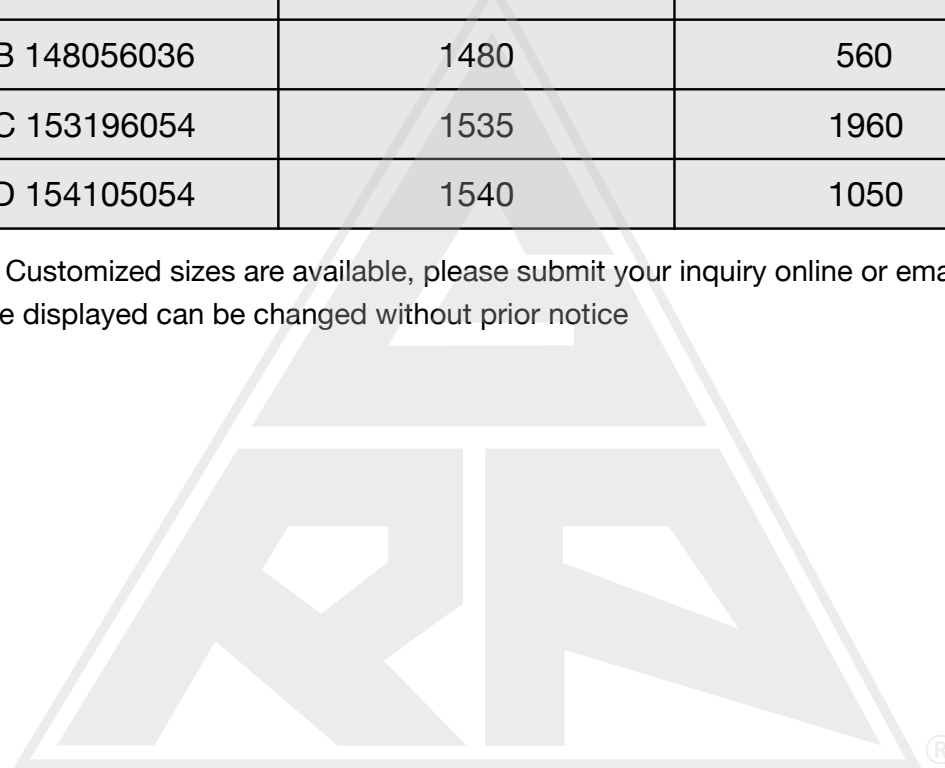 B 148056036 1480 560
C 153196054 1535 1960
D 154105054 1540 1050
Customized sizes are available, please submit your inquiry online or
e displayed can be changed without prior notice
RP
®